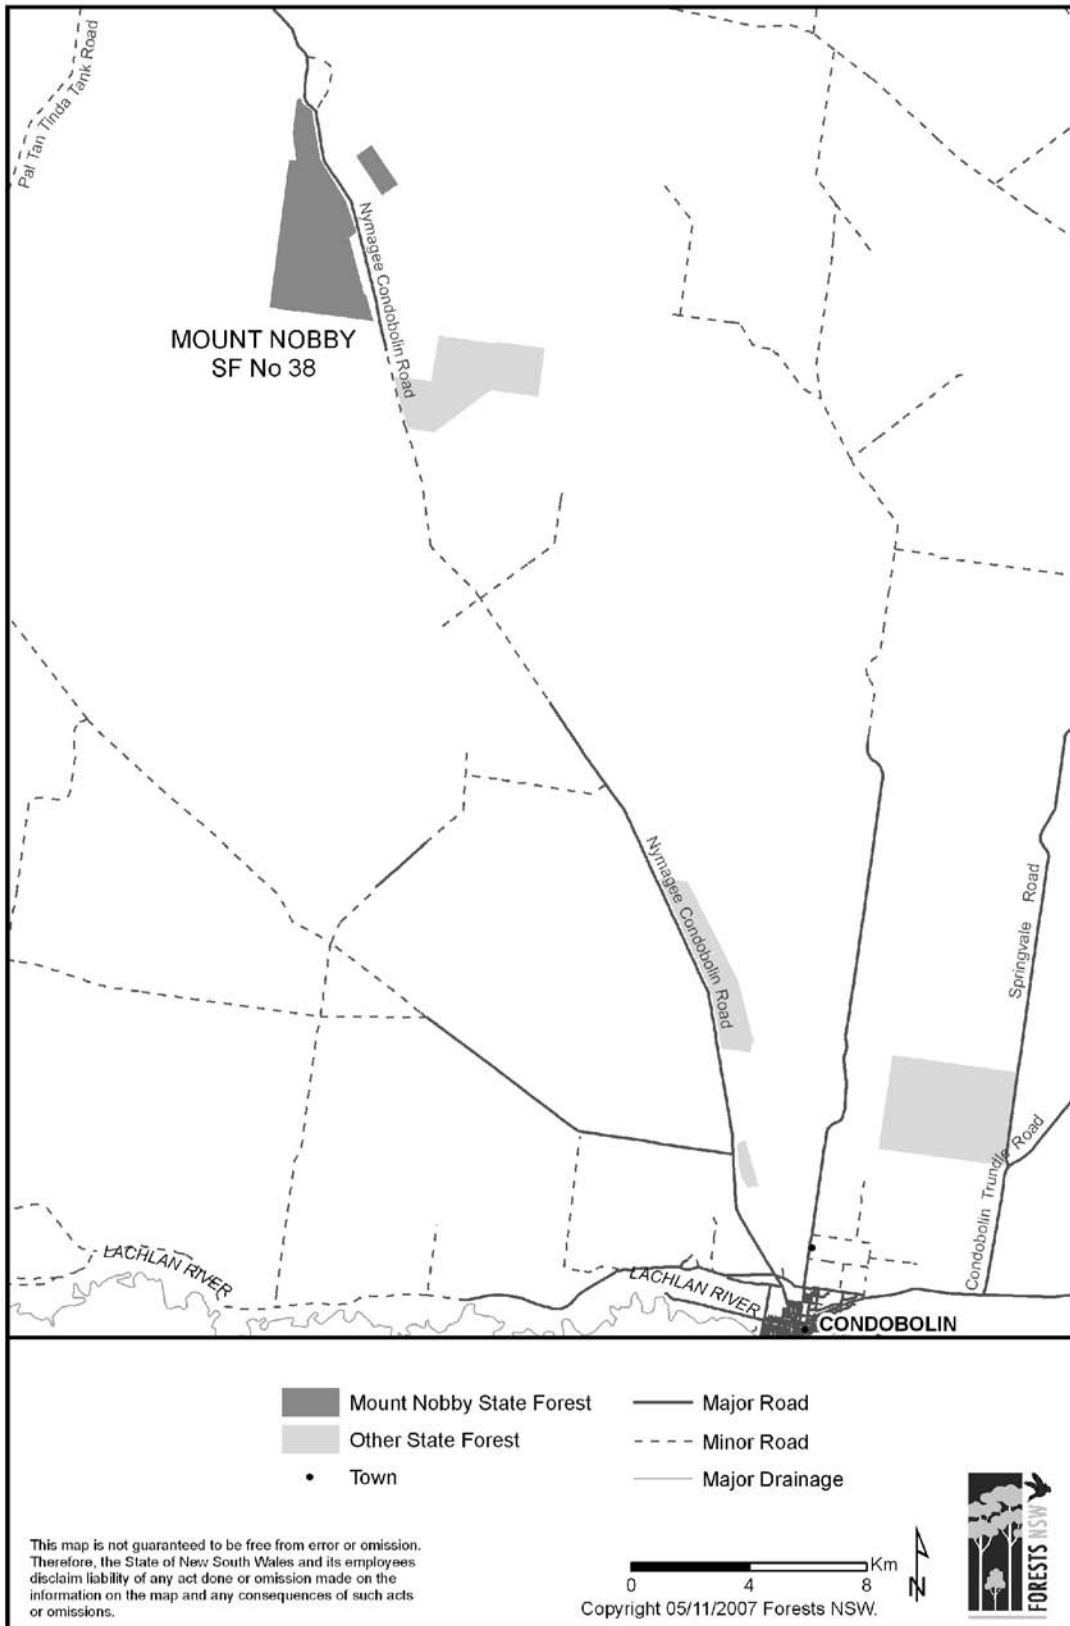 Pal Tan Tinda Tank Road
Nymagee Condobolin Road
MOUNT NOBBY
SF No 38
Nymagee Condobolin Road
Springvale Road
Condobolin Trundle Road
LACHLAN RIVER
LACHLAN RIVER
CONDOBOLIN
Mount Nobby State Forest
Other State Forest
Town
Major Road
Minor Road
Major Drainage
This map is not guaranteed to be free from error or omission.
Therefore, the State of New South Wales and its employees
disclaim liability of any act done or omission made on the
information on the map and any consequences of such acts
or omissions.
0 4 8 Km
Copyright 05/11/2007 Forests NSW.
N
FORESTS NSW